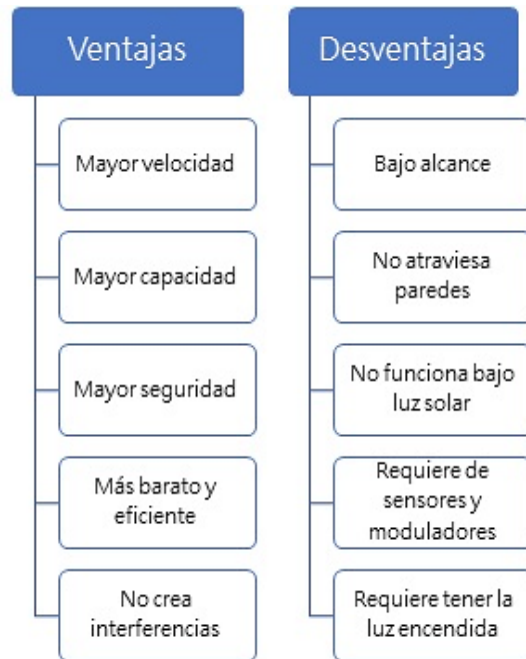 Ventajas
Mayor velocidad
Mayor capacidad
Mayor seguridad
Más barato y
eficiente
No crea
interferencias
Desventajas
Bajo alcance
No atraviesa
paredes
No funciona bajo
luz solar
Requiere de
sensores y
moduladores
Requiere tener la
luz encendida